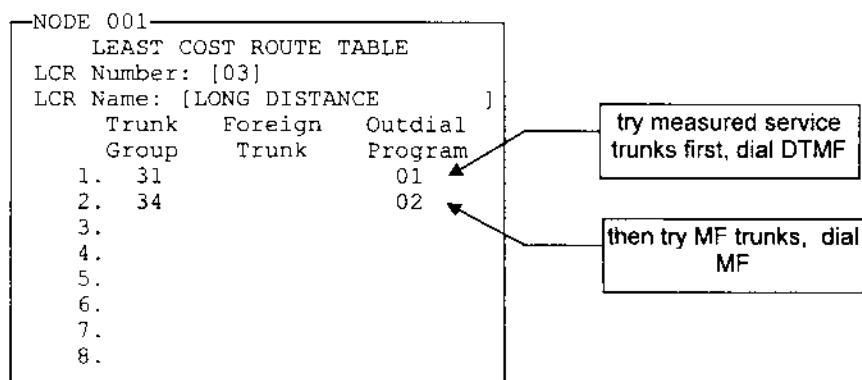 NODE 001
LEAST COST ROUTE TABLE
LCR Number: [03]
LCR Name: [LONG DISTANCE ]
Trunk Foreign Outdial
Group Trunk Program
1. 31 01
2. 34 02
3.
4.
5.
6.
7.
8.
try measured service
trunks first, dial DTMF
then try MF trunks, dial
MF